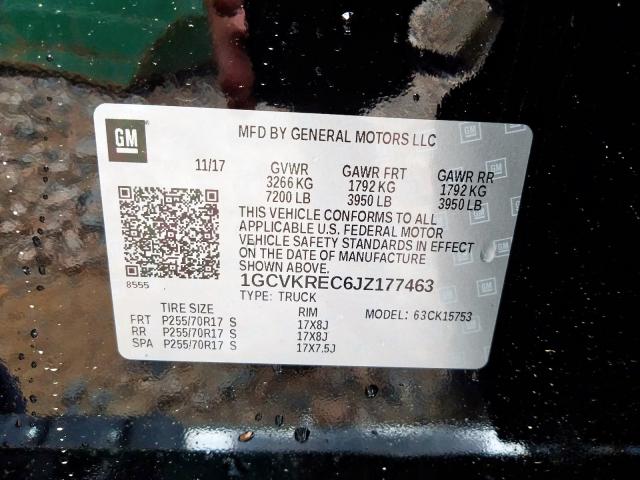 GM
MFD BY GENERAL MOTORS LLC
11/17 GVWR GAWR FRT GAWR RR
3266 KG 1792 KG 1792 KG
7200 LB 3950 LB 3950 LB
THIS VEHICLE CONFORMS TO ALL
APPLICABLE U.S. FEDERAL MOTOR
VEHICLE SAFETY STANDARDS IN EFFECT
ON THE DATE OF MANUFACTURE
SHOWN ABOVE.
8555
1GCVKREC6JZ177463
TYPE: TRUCK
TIRE SIZE RIM MODEL: 63CK15753
FRT P255/70R17 S 17X8J
RR P255/70R17 S 17X8J
SPA P255/70R17 S 17X7.5J